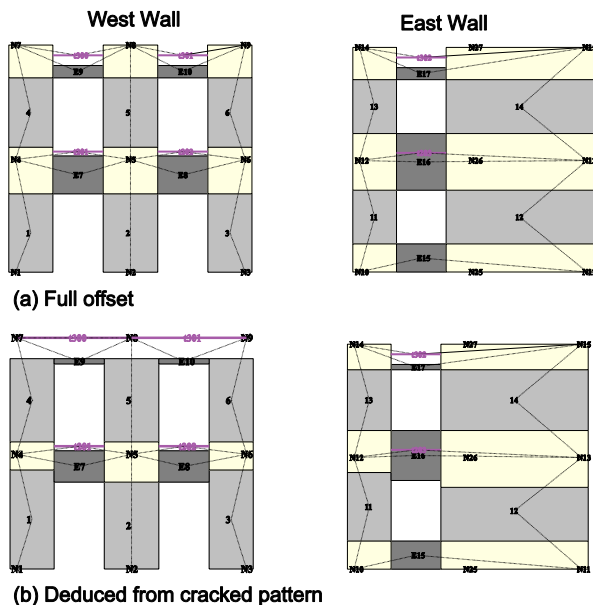 West Wall
East Wall
N7 N8 N9
E9 E10
4 5 6
N4 N5 N6
E7 E8
1 2 3
N1 N2 N3
N14 N27
E17
13 14
N12 E16 N26
11 12
N10 E15 N25
(a) Full offset
N7 t300 N8 t301 N9
E9 E10
4 5 6
N4 N5 N6
E7 E8
1 2 3
N1 N2 N3
N14 N27 N15
E17
13 14
N12 E16 N26 N13
11 12
N10 E15 N25 N11
(b) Deduced from cracked pattern